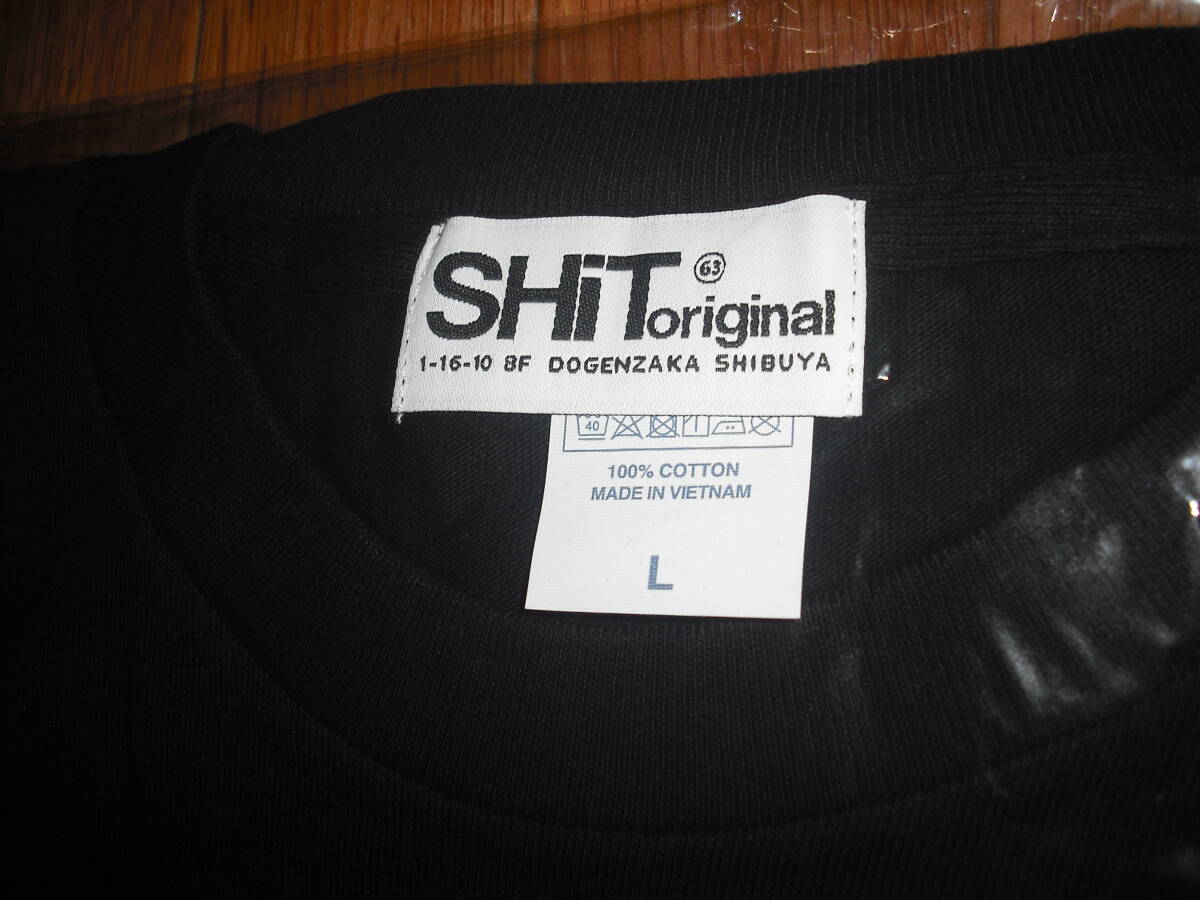 SHiT 63
original
1-16-10 8F DOGENZAKA SHIBUYA
40
100% COTTON
MADE IN VIETNAM
L